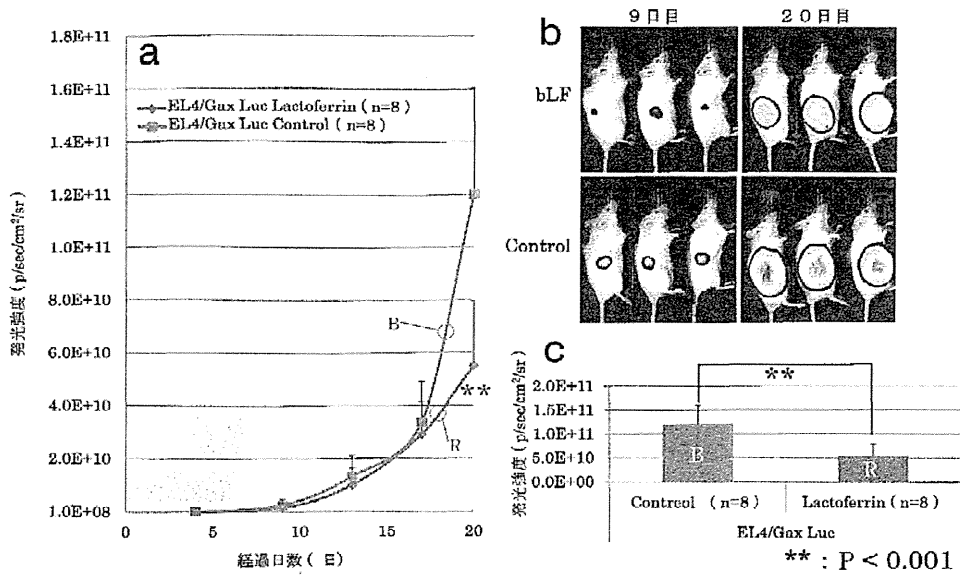 a
1.8E+11
1.6E+11
1.4E+11
1.2E+11
1.0E+11
8.0E+10
6.0E+10
4.0E+10
2.0E+10
1.0E+08
発光強度(p/sec/cm²/sr)
EL4/Gax Luc Lactoferrin (n=8)
EL4/Gax Luc Control (n=8)
B
R
**
0
5
10
15
20
経過日数(日)
b
9日目
20日目
bLF
Control
c
発光強度(p/sec/cm²/sr)
2.0E+11
1.5E+11
1.0E+11
5.0E+10
0.0E+00
**
B
R
Contreol (n=8)
Lactoferrin (n=8)
EL4/Gax Luc
** : P < 0.001